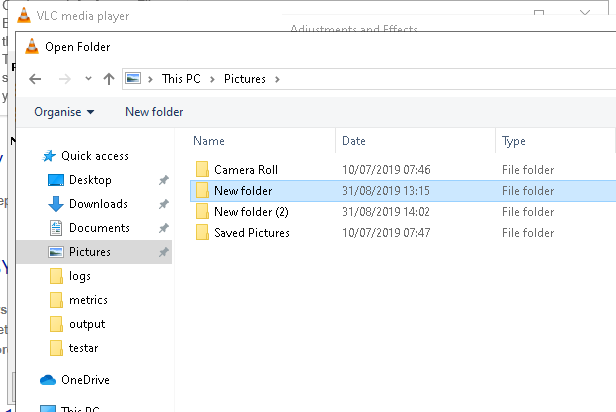 VLC media player
Adjustments and Effects
Open Folder
This PC > Pictures >
Organise New folder
Name Date Type
Quick access
Desktop
Downloads
Documents
Pictures
logs
metrics
output
testar
OneDrive
This PC
Camera Roll 10/07/2019 07:46 File folder
New folder 31/08/2019 13:15 File folder
New folder (2) 31/08/2019 14:02 File folder
Saved Pictures 10/07/2019 07:47 File folder